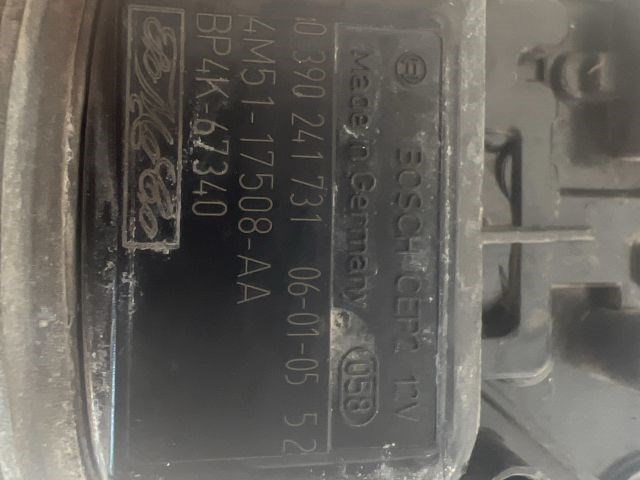 BOSCH CEP2 12V
Made in Germany 058
0 390 241 731 06-01-05 52
4M51-17508-AA
BP4K-67340
FoMoCo